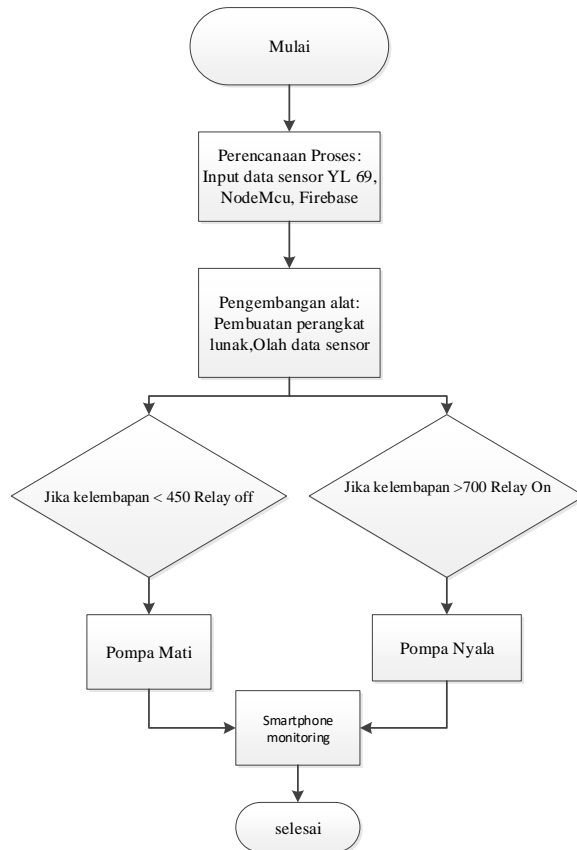 Mulai
Perencanaan Proses:
Input data sensor YL 69,
NodeMcu, Firebase
Pengembangan alat:
Pembuatan perangkat
lunak,Olah data sensor
Jika kelembapan < 450 Relay off
Jika kelembapan >700 Relay On
Pompa Mati
Pompa Nyala
Smartphone
monitoring
selesai